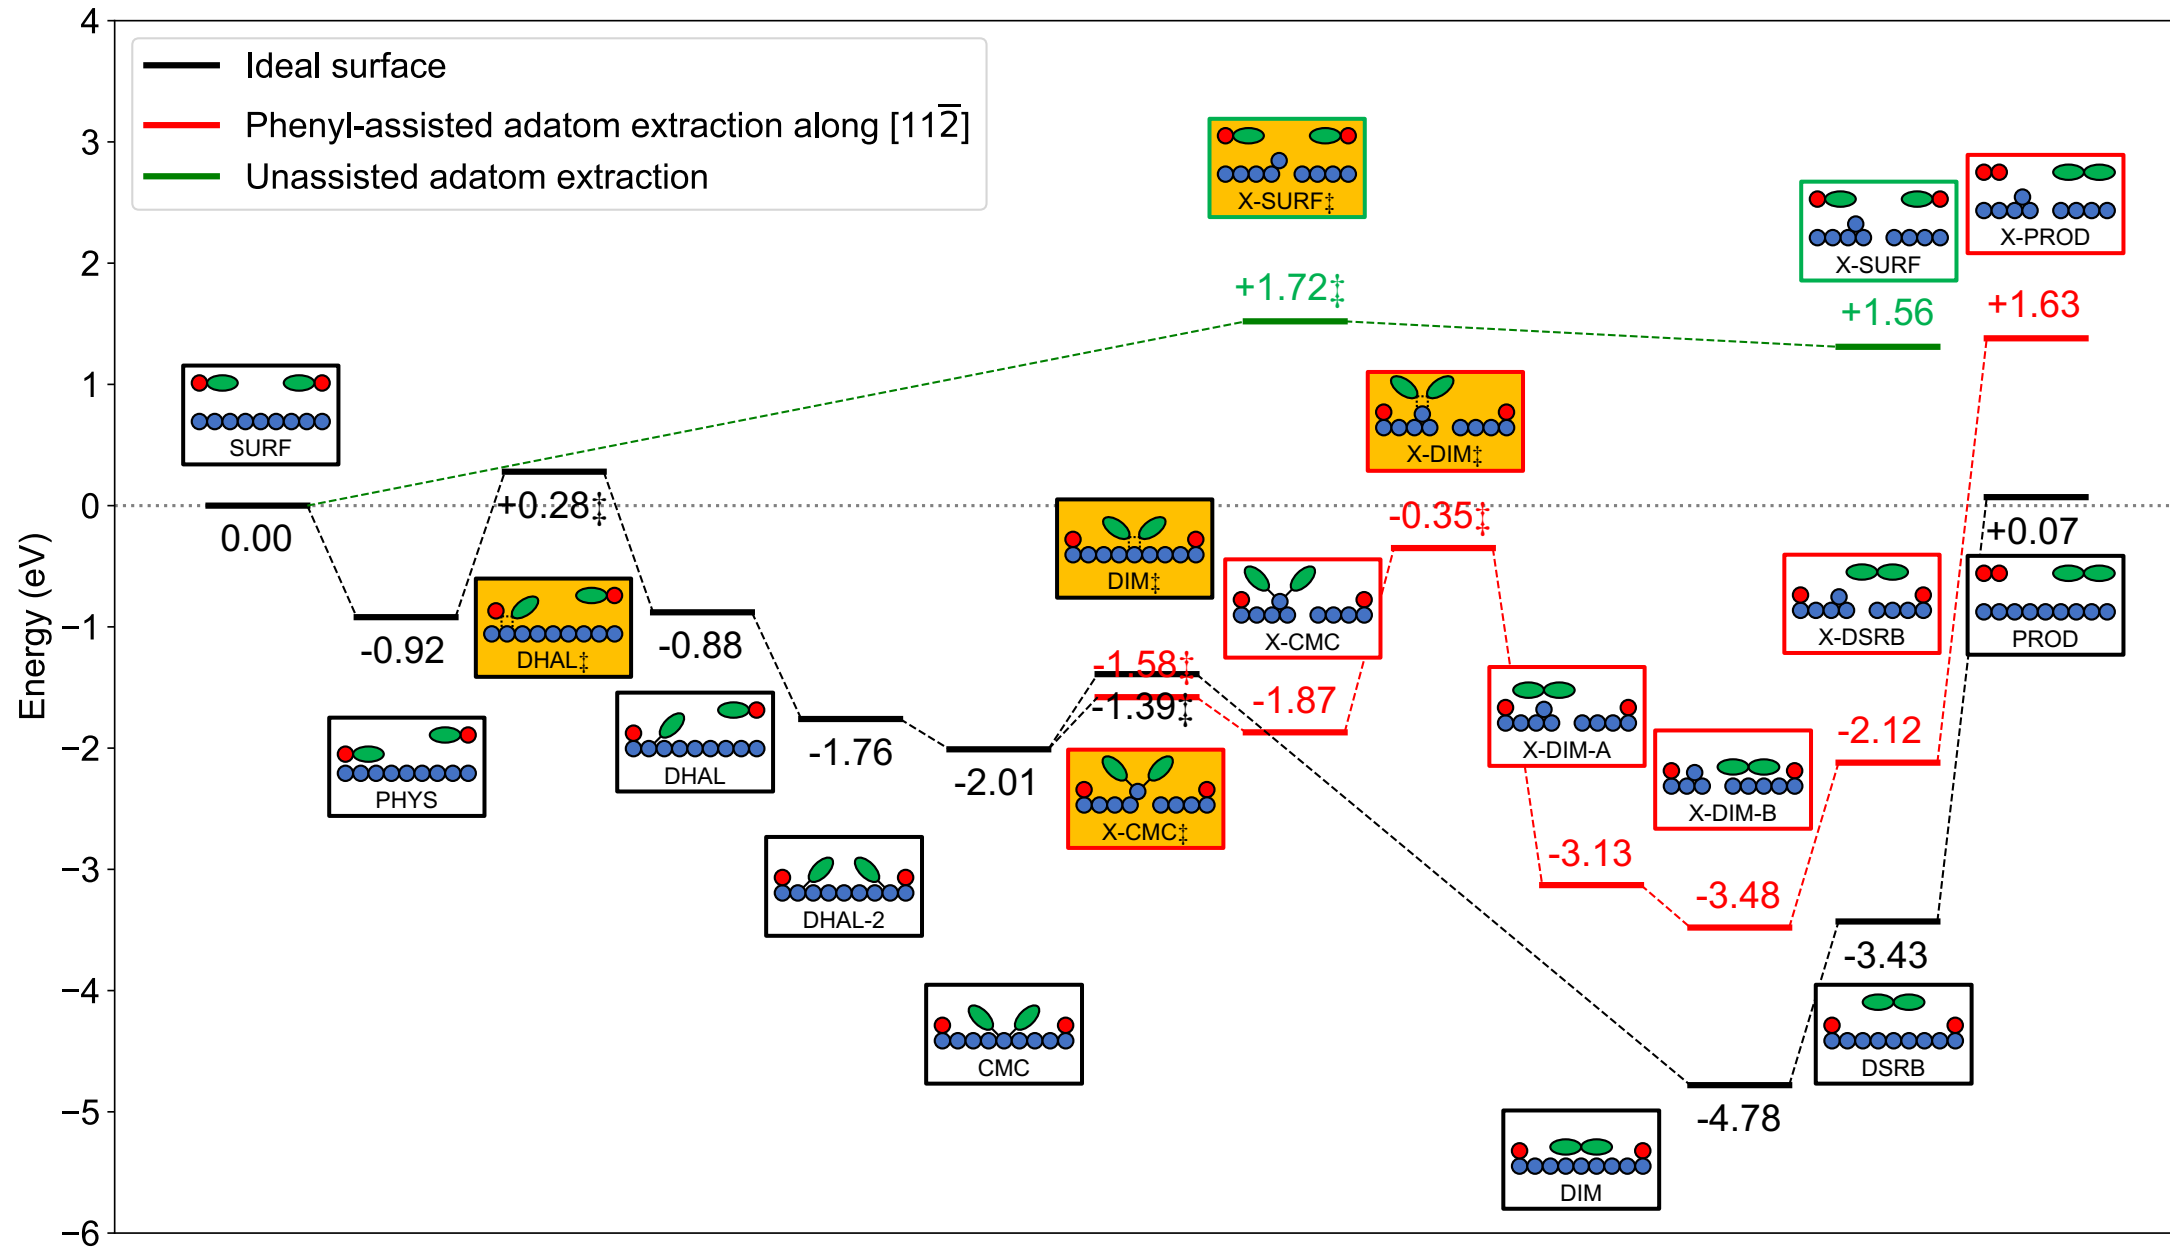 4
3
2
1
0
−1
−2
−3
−4
−5
−6
Energy (eV)
Ideal surface
Phenyl-assisted adatom extraction along [112̅]
Unassisted adatom extraction
X-SURF‡
+1.72‡
X-SURF
+1.56
X-PROD
+1.63
SURF
0.00
+0.28‡
DHAL‡
-0.92
PHYS
-0.88
DHAL
-1.76
DHAL-2
-2.01
CMC
DIM‡
-1.58‡
-1.39‡
X-CMC‡
X-CMC
-1.87
X-DIM‡
-0.35‡
X-DIM-A
-3.13
X-DIM-B
-3.48
X-DSRB
-2.12
+0.07
PROD
-3.43
DSRB
-4.78
DIM